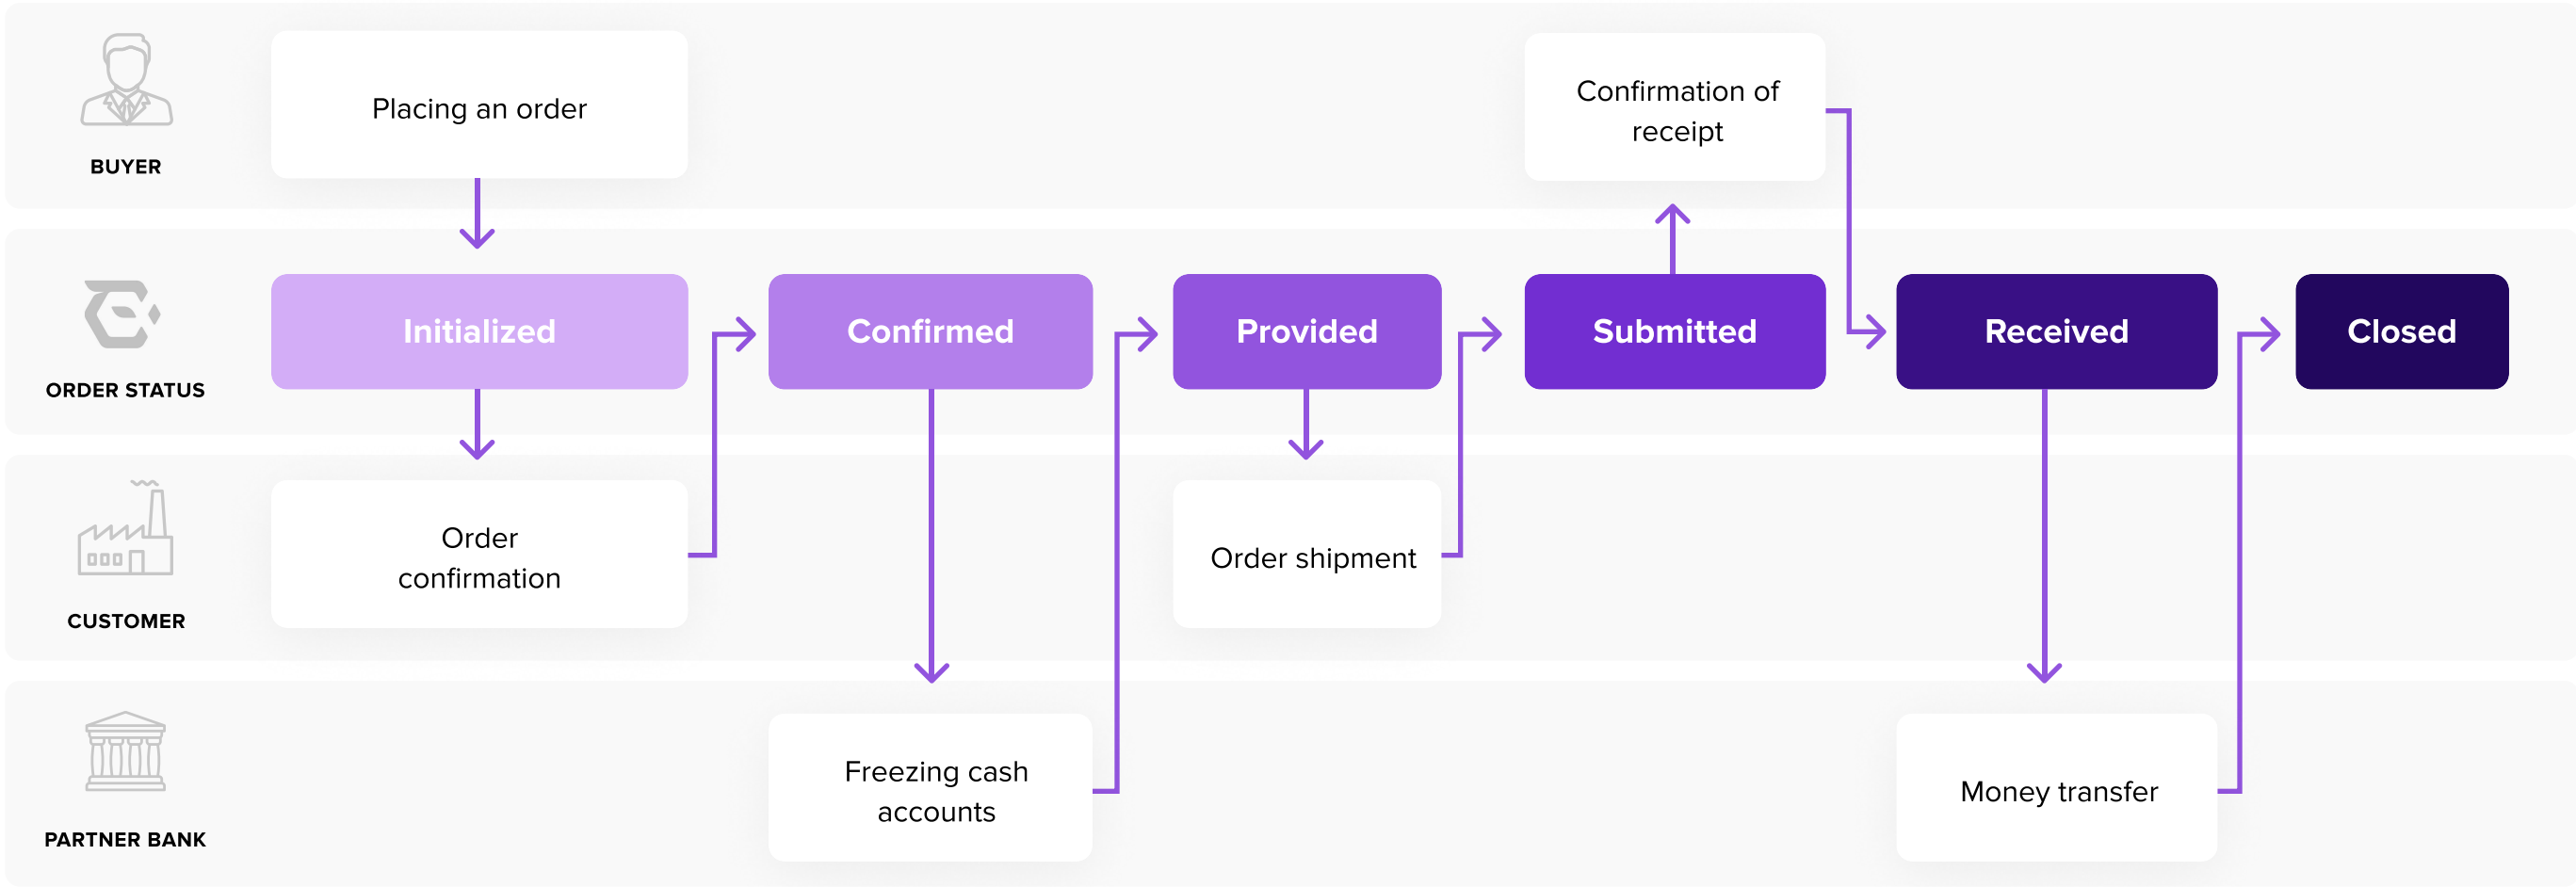 Placing an order
Confirmation of
receipt
BUYER
Initialized
Confirmed
Provided
Submitted
Received
Closed
ORDER STATUS
Order
confirmation
Order shipment
CUSTOMER
Freezing cash
accounts
Money transfer
PARTNER BANK